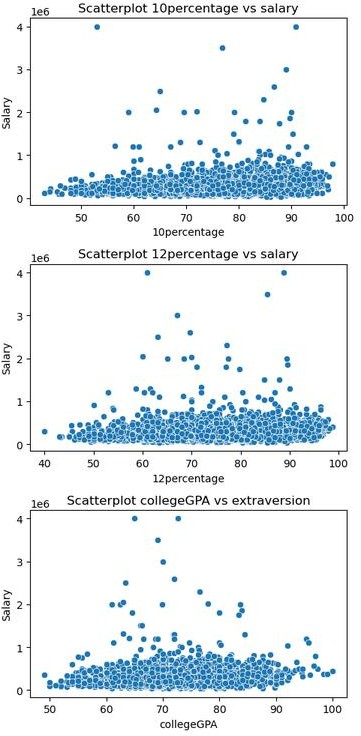 Scatterplot 10percentage vs salary
1e6
4
3
2
1
0
Salary
50 60 70 80 90 100
10percentage
Scatterplot 12percentage vs salary
1e6
4
3
2
1
0
Salary
40 50 60 70 80 90 100
12percentage
Scatterplot collegeGPA vs extraversion
1e6
4
3
2
1
0
Salary
50 60 70 80 90 100
collegeGPA